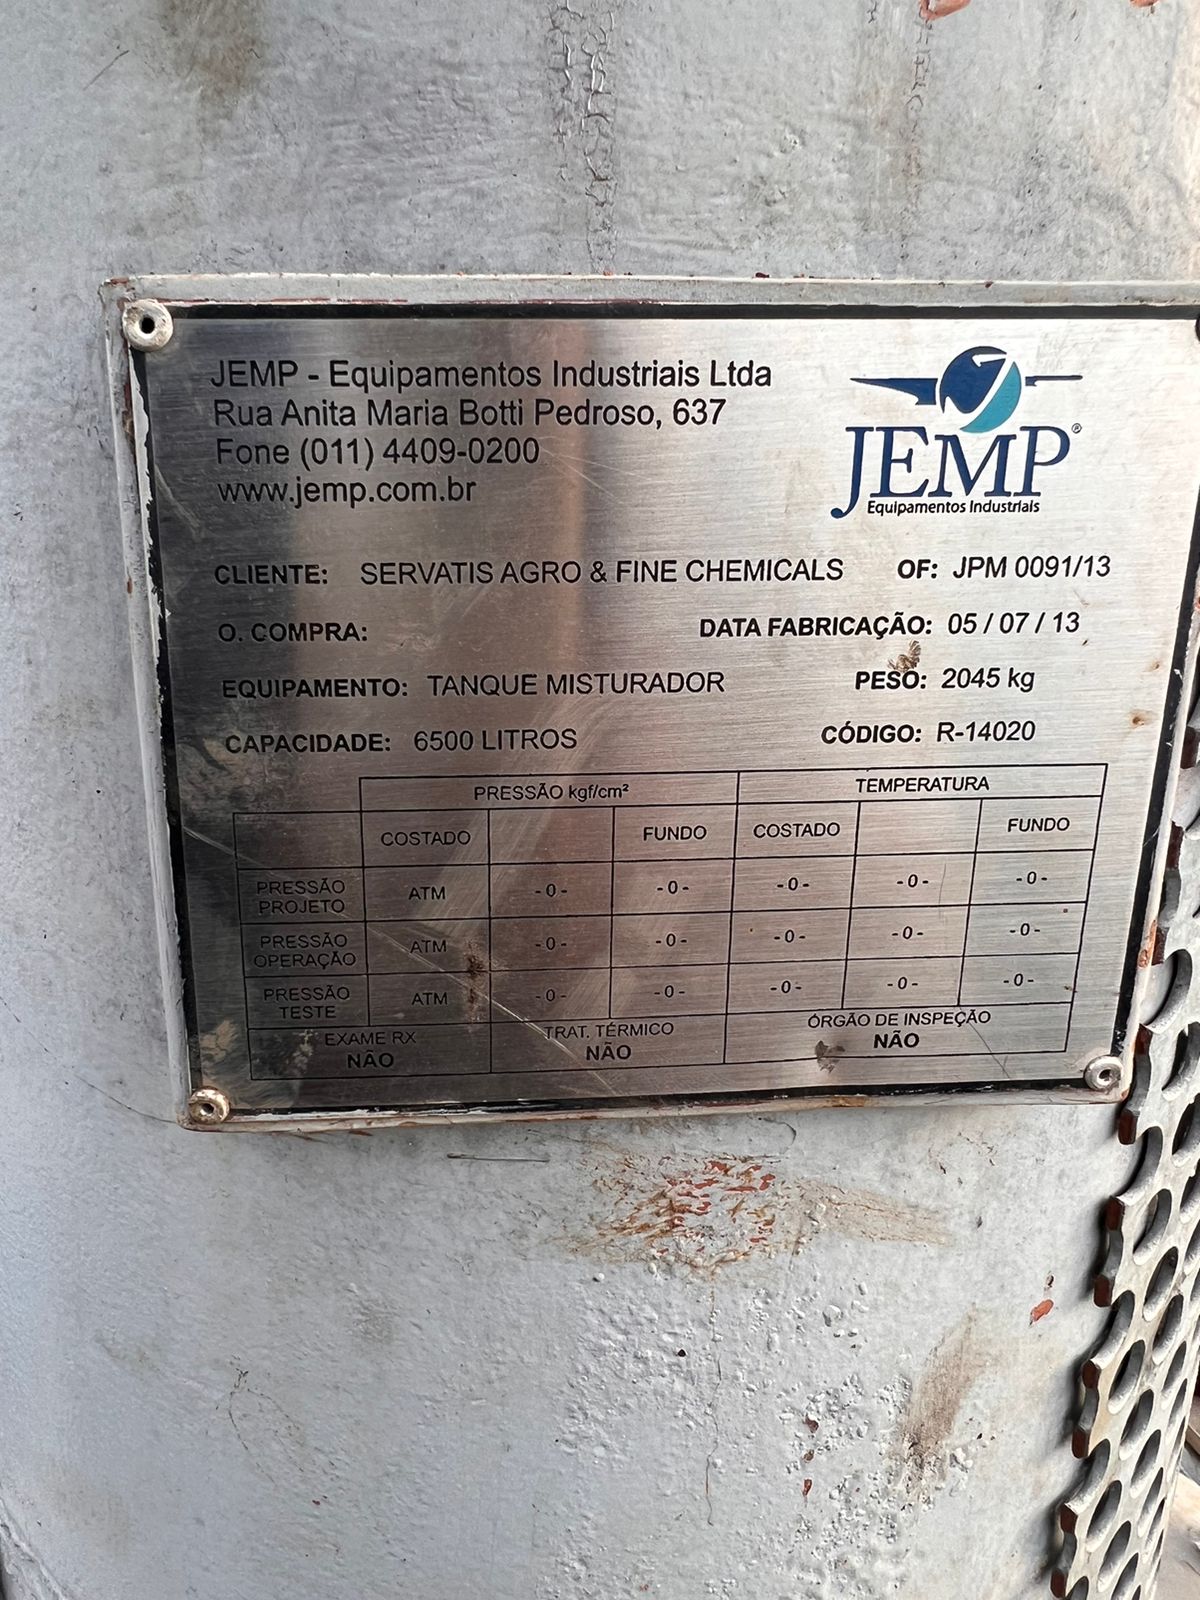 JEMP - Equipamentos Industriais Ltda
Rua Anita Maria Botti Pedroso, 637
Fone (011) 4409-0200
www.jemp.com.br
JEMP®
Equipamentos Industriais
CLIENTE: SERVATIS AGRO & FINE CHEMICALS OF: JPM 0091/13
O. COMPRA: DATA FABRICAÇÃO: 05 / 07 / 13
EQUIPAMENTO: TANQUE MISTURADOR PESO: 2045 kg
CAPACIDADE: 6500 LITROS CÓDIGO: R-14020
PRESSÃO kgf/cm² TEMPERATURA
COSTADO FUNDO COSTADO FUNDO
PRESSÃO PROJETO ATM -0- -0- -0- -0- -0-
PRESSÃO OPERAÇÃO ATM -0- -0- -0- -0- -0-
PRESSÃO TESTE ATM -0- -0- -0- -0- -0-
EXAME RX TRAT. TÉRMICO ÓRGÃO DE INSPEÇÃO
NÃO NÃO NÃO